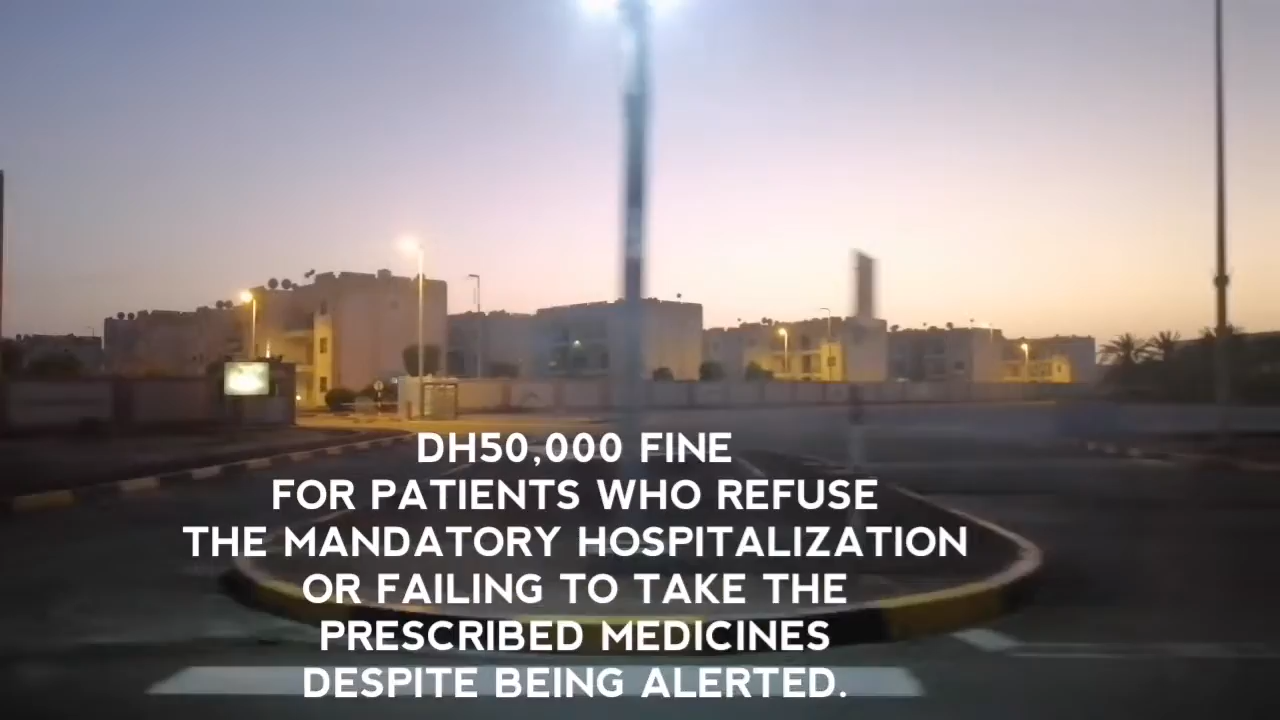 DH50,000 FINE
FOR PATIENTS WHO REFUSE
THE MANDATORY HOSPITALIZATION
OR FAILING TO TAKE THE
PRESCRIBED MEDICINES
DESPITE BEING ALERTED.